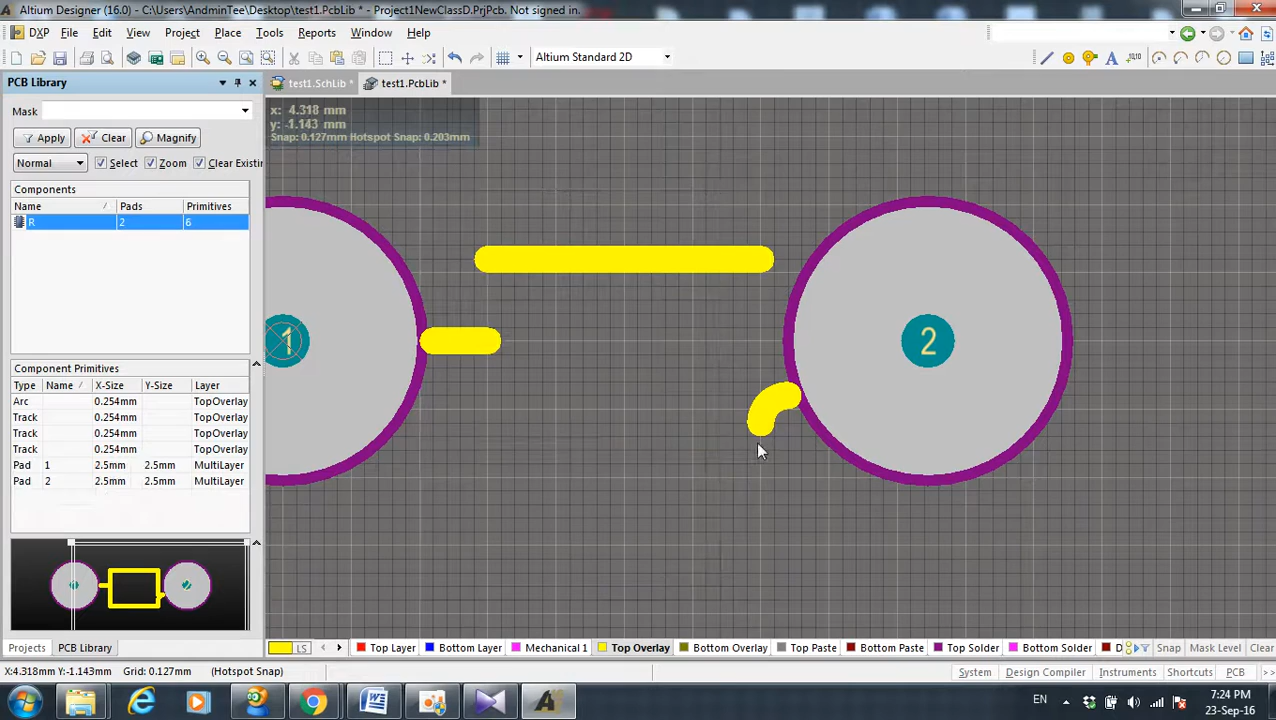 Altium Designer (16.0) - C:\Users\AndminTee\Desktop\test1.PcbLib * - Project1NewClassD.PrjPcb. Not signed in.
DXP File Edit View Project Place Tools Reports Window Help
Altium Standard 2D
PCB Library
test1.SchLib *
test1.PcbLib *
Mask
x: 4.318 mm
y: -1.143 mm
Snap: 0.127mm Hotspot Snap: 0.203mm
Apply Clear Magnify
Normal Select Zoom Clear Existin
Components
Name / Pads Primitives
R 2 6
1
2
Component Primitives
Type Name / X-Size Y-Size Layer
Arc 0.254mm TopOverlay
Track 0.254mm TopOverlay
Track 0.254mm TopOverlay
Track 0.254mm TopOverlay
Pad 1 2.5mm 2.5mm MultiLayer
Pad 2 2.5mm 2.5mm MultiLayer
Projects PCB Library
LS Top Layer Bottom Layer Mechanical 1 Top Overlay Bottom Overlay Top Paste Bottom Paste Top Solder Bottom Solder D Snap Mask Level Clear
X:4.318mm Y:-1.143mm Grid: 0.127mm (Hotspot Snap)
System Design Compiler Instruments Shortcuts PCB >>
EN
7:24 PM
23-Sep-16